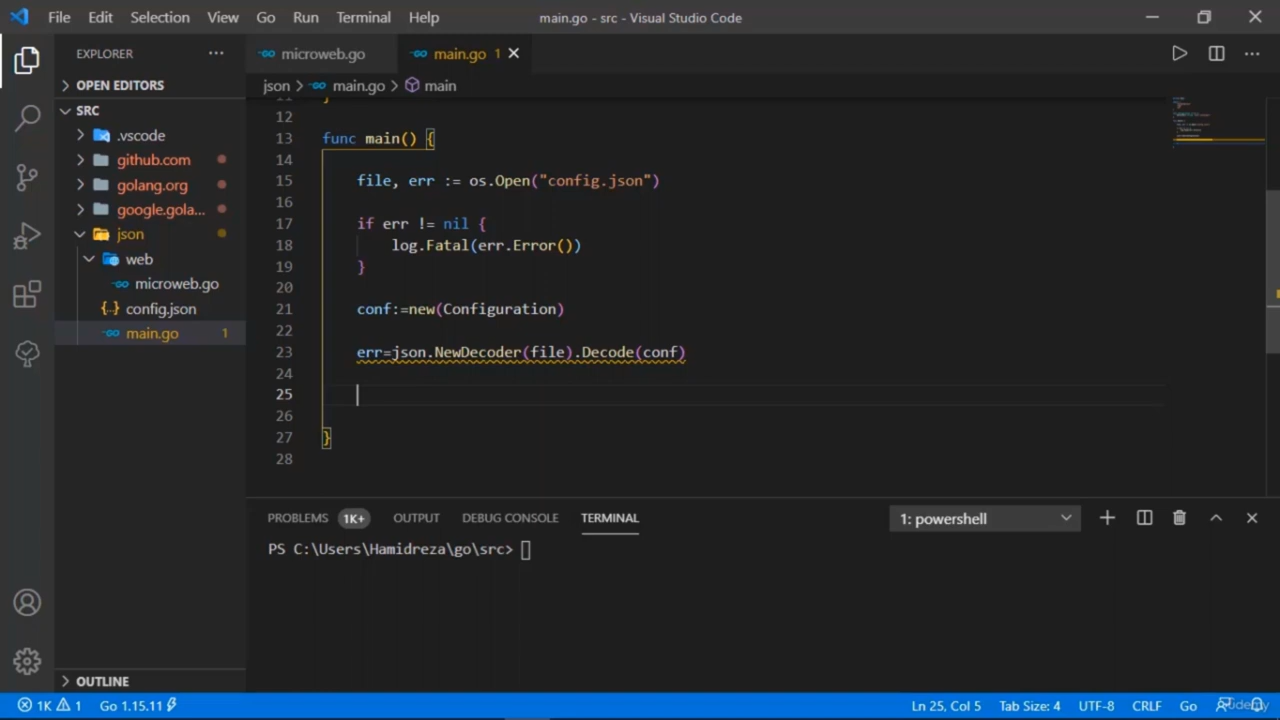 File Edit Selection View Go Run Terminal Help
main.go - src - Visual Studio Code
EXPLORER
OPEN EDITORS
SRC
.vscode
github.com
golang.org
google.gola...
json
web
microweb.go
config.json
main.go 1
OUTLINE
microweb.go
main.go 1
json > main.go > main
12
13 func main() {
14
15 file, err := os.Open("config.json")
16
17 if err != nil {
18 log.Fatal(err.Error())
19 }
20
21 conf:=new(Configuration)
22
23 err=json.NewDecoder(file).Decode(conf)
24
25
26
27 }
28
PROBLEMS 1K+ OUTPUT DEBUG CONSOLE TERMINAL
1: powershell
PS C:\Users\Hamidreza\go\src>
1K 1 Go 1.15.11
Ln 25, Col 5 Tab Size: 4 UTF-8 CRLF Go